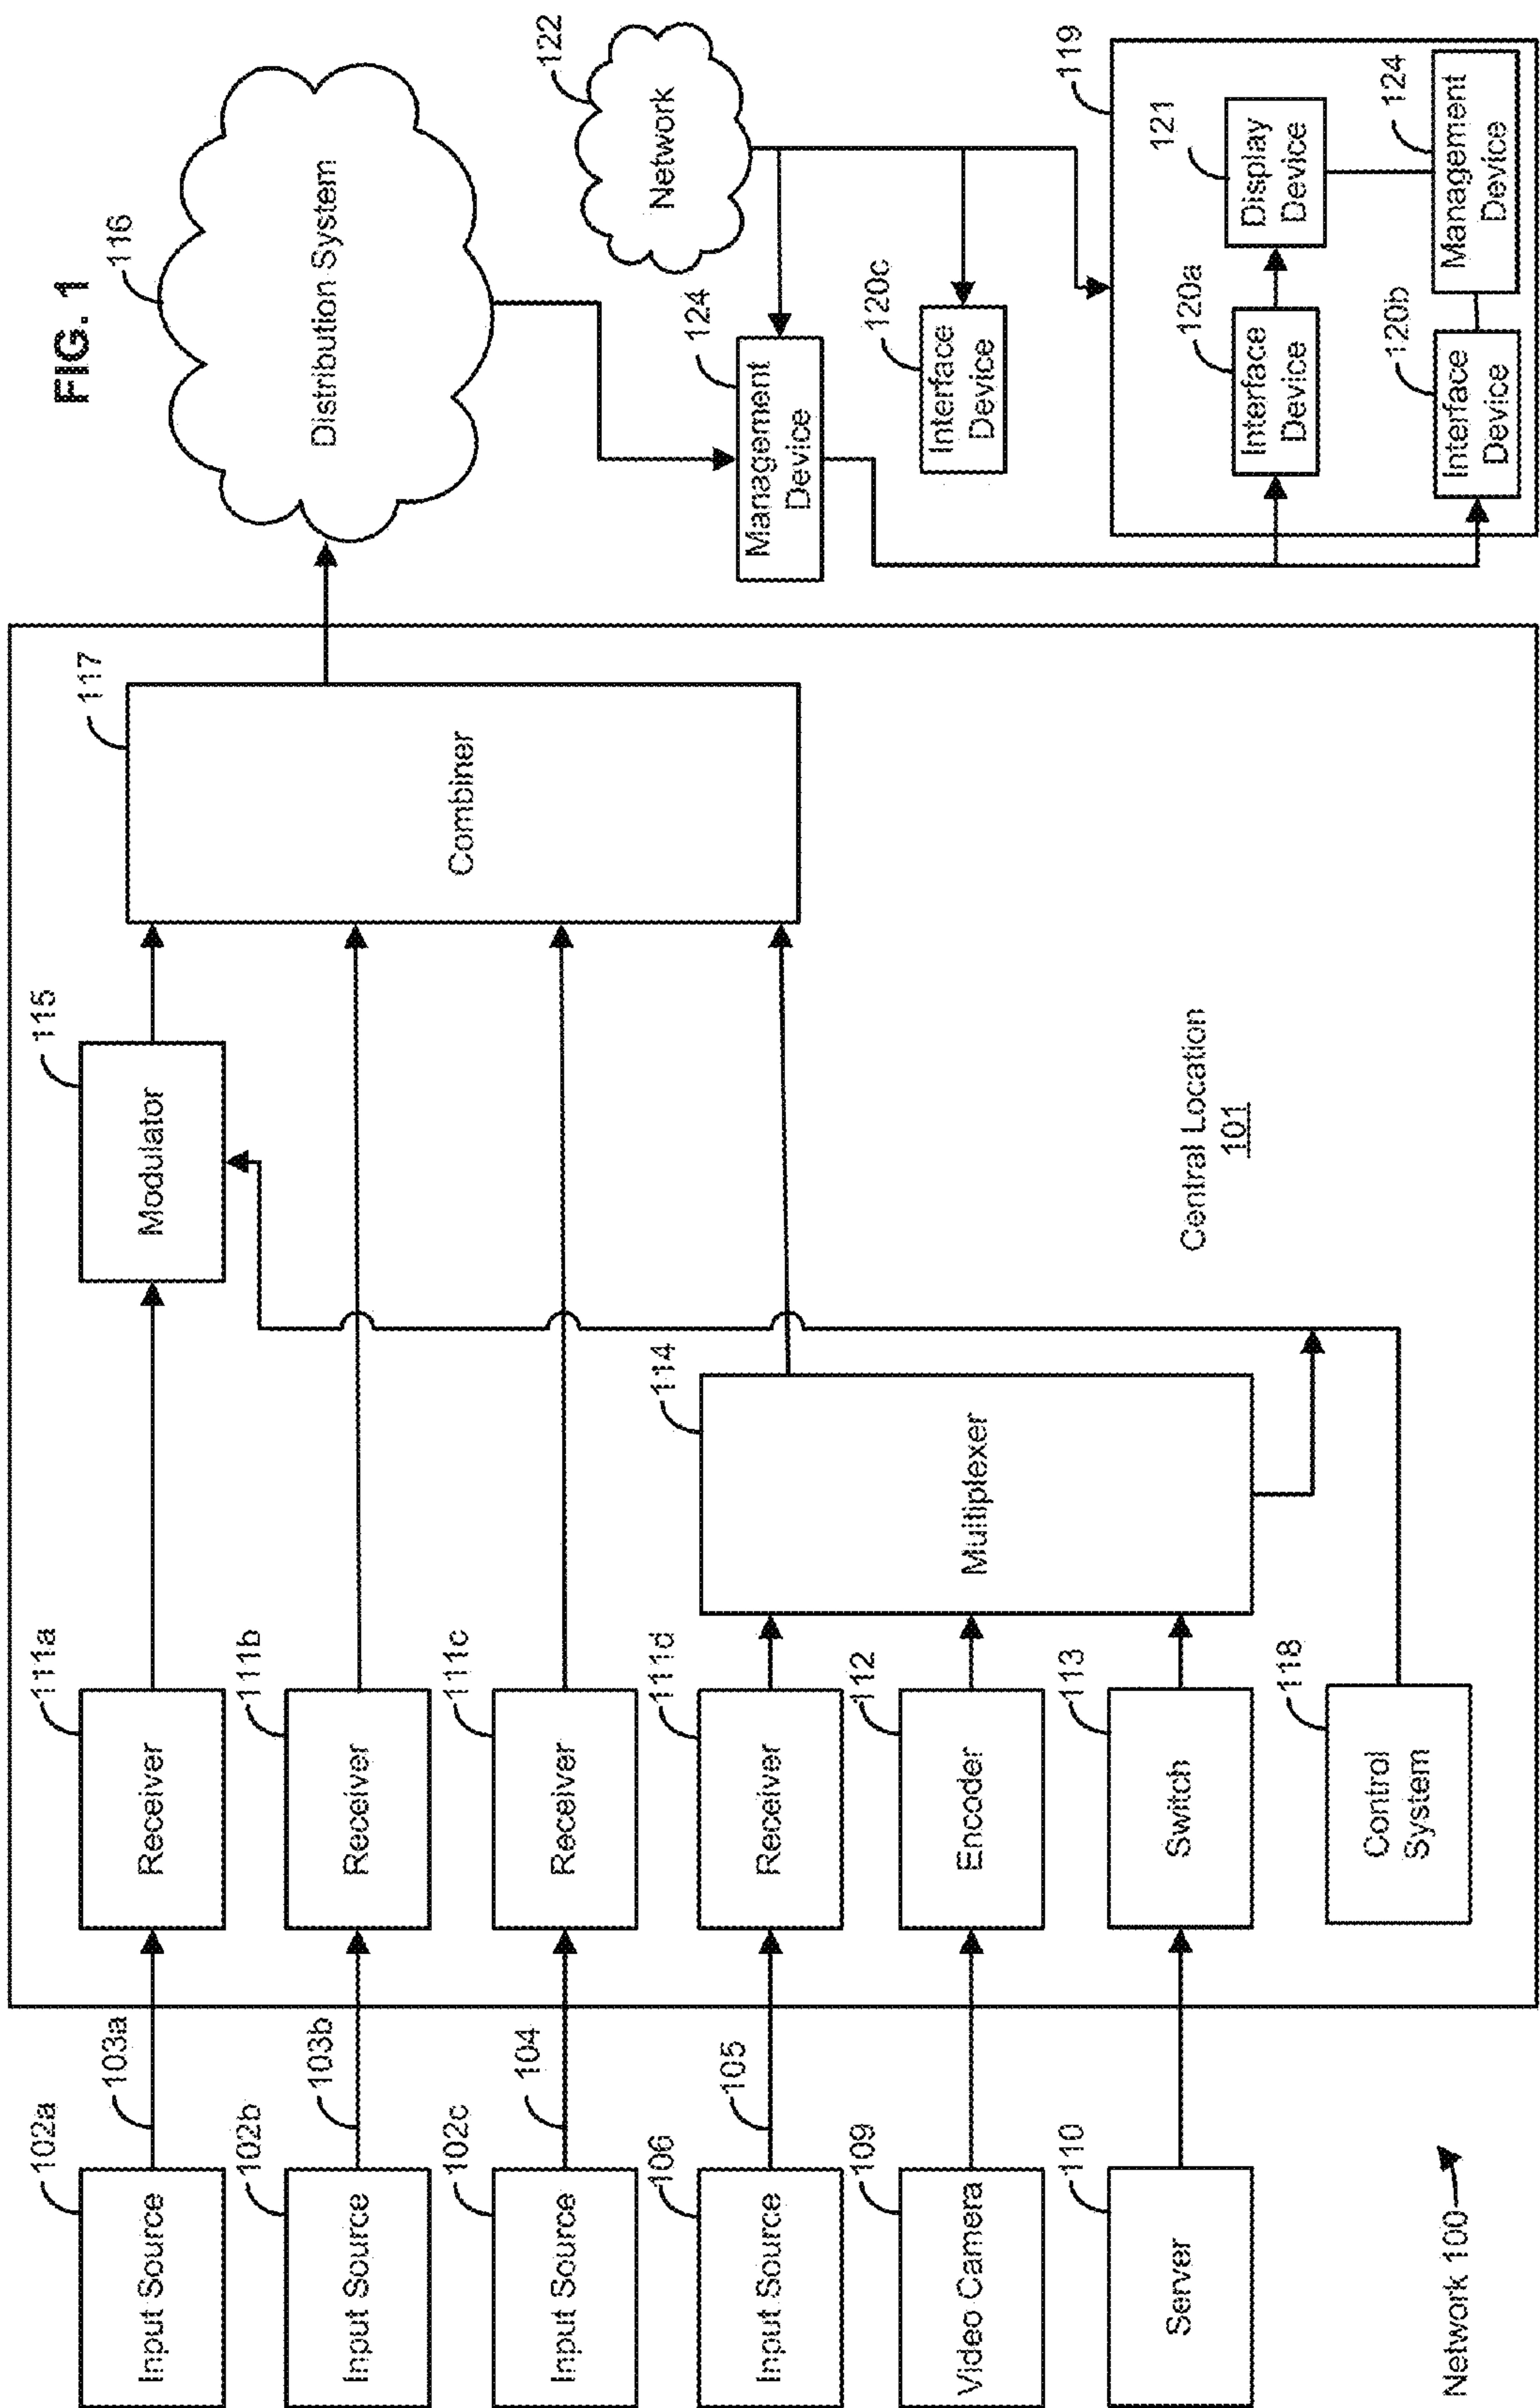 FIG. 1
102a
Input Source
103a
111a
Receiver
115
Modulator
117
Combiner
116
Distribution System
102b
Input Source
103b
111b
Receiver
102c
Input Source
104
111c
Receiver
106
Input Source
105
111d
Receiver
114
Multiplexer
109
Video Camera
112
Encoder
110
Server
113
Switch
118
Control
System
Central Location
101
122
Network
124
Management
Device
120c
Interface
Device
119
121
Display
Device
120a
Interface
Device
124
Management
Device
120b
Interface
Device
Network 100